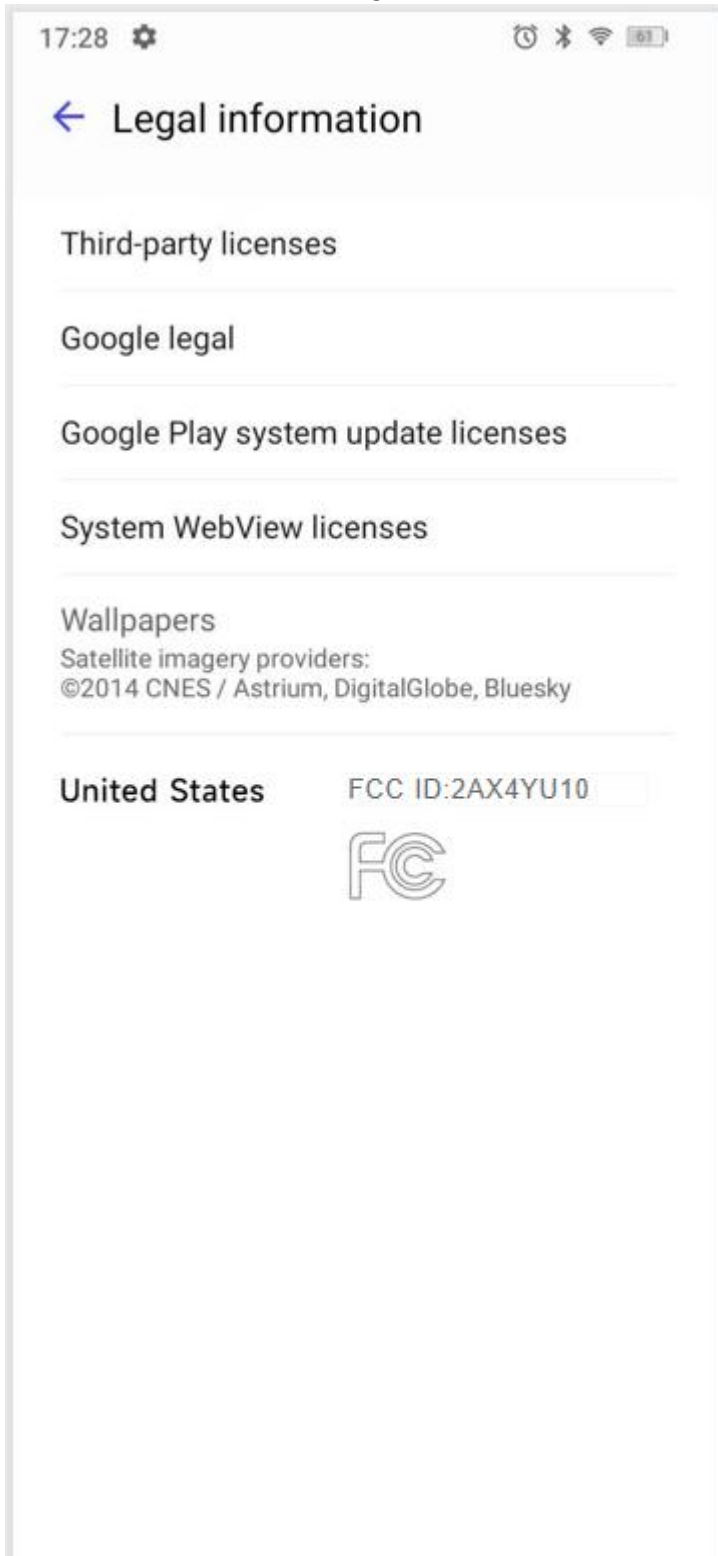 17:28
61
Legal information
Third-party licenses
Google legal
Google Play system update licenses
System WebView licenses
Wallpapers
Satellite imagery providers:
©2014 CNES / Astrium, DigitalGlobe, Bluesky
United States FCC ID:2AX4YU10
FC